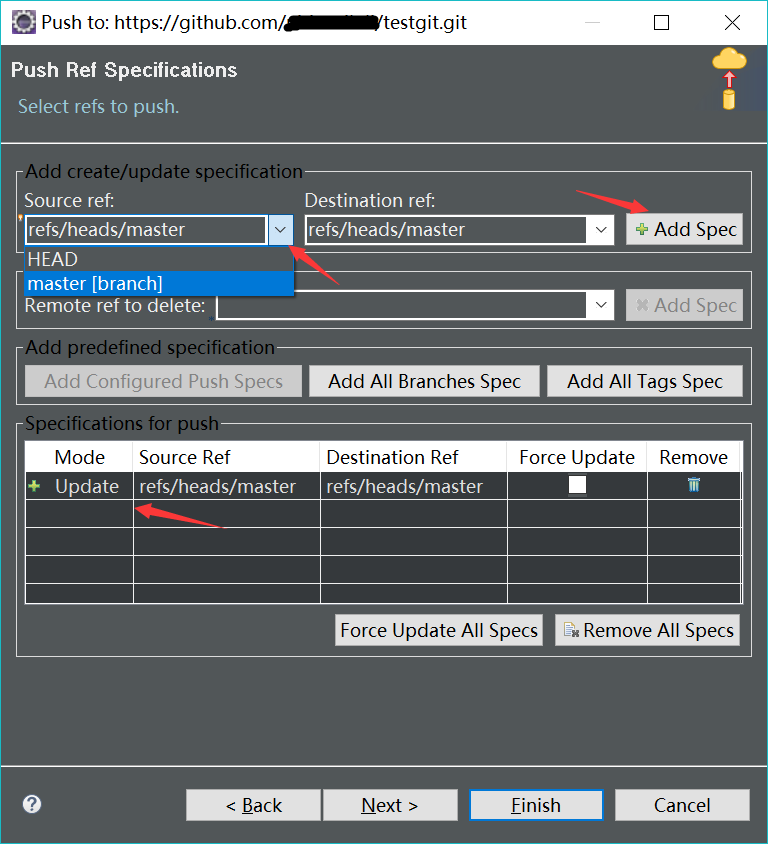 Push to: https://github.com/ /testgit.git
Push Ref Specifications
Select refs to push.
Add create/update specification
Source ref: Destination ref:
refs/heads/master refs/heads/master Add Spec
HEAD
master [branch]
Remote ref to delete: Add Spec
Add predefined specification
Add Configured Push Specs Add All Branches Spec Add All Tags Spec
Specifications for push
Mode Source Ref Destination Ref Force Update Remove
Update refs/heads/master refs/heads/master
Force Update All Specs Remove All Specs
? < Back Next > Finish Cancel